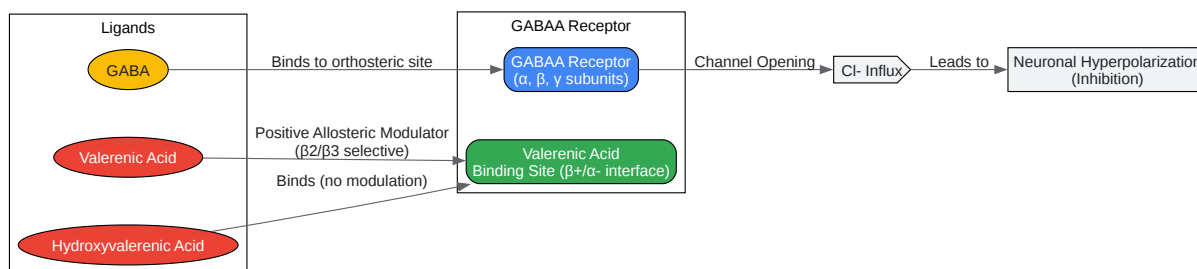 Ligands
GABAA Receptor
GABA
Binds to orthosteric site
GABAA Receptor
(α, β, γ subunits)
Channel Opening
Cl- Influx
Leads to
Neuronal Hyperpolarization
(Inhibition)
Valerenic Acid
Positive Allosteric Modulator
(β2/β3 selective)
Valerenic Acid
Binding Site (β+/α- interface)
Binds (no modulation)
Hydroxyvalerenic Acid